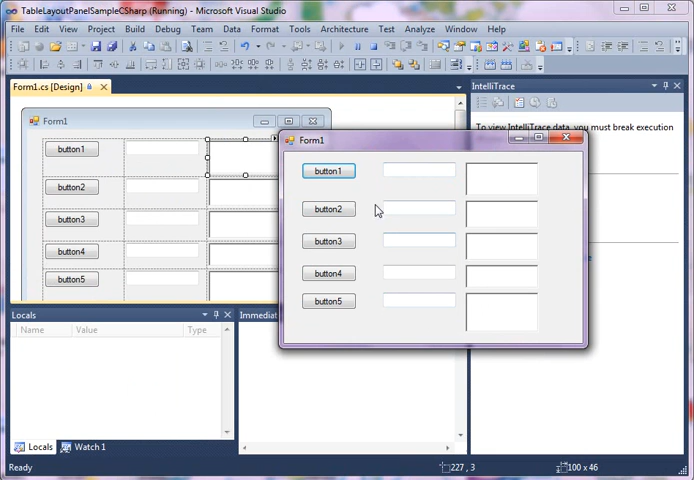 TableLayoutPanelSampleCSharp (Running) - Microsoft Visual Studio
File Edit View Project Build Debug Team Data Format Tools Architecture Test Analyze Window Help
Form1.cs [Design]
IntelliTrace
Form1
To view IntelliTrace data, you must break execution
button1
button2
button3
button4
button5
Form1
button1
button2
button3
button4
button5
Locals
Name Value Type
Immediat
Locals Watch 1
Ready 227 , 3 100 x 46